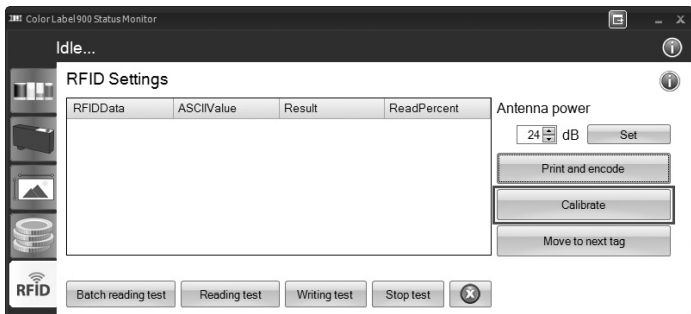 Color Label 900 Status Monitor
Idle...
RFID Settings
RFIDData ASCIIValue Result ReadPercent
Antenna power
24 dB Set
Print and encode
Calibrate
Move to next tag
RFID
Batch reading test Reading test Writing test Stop test